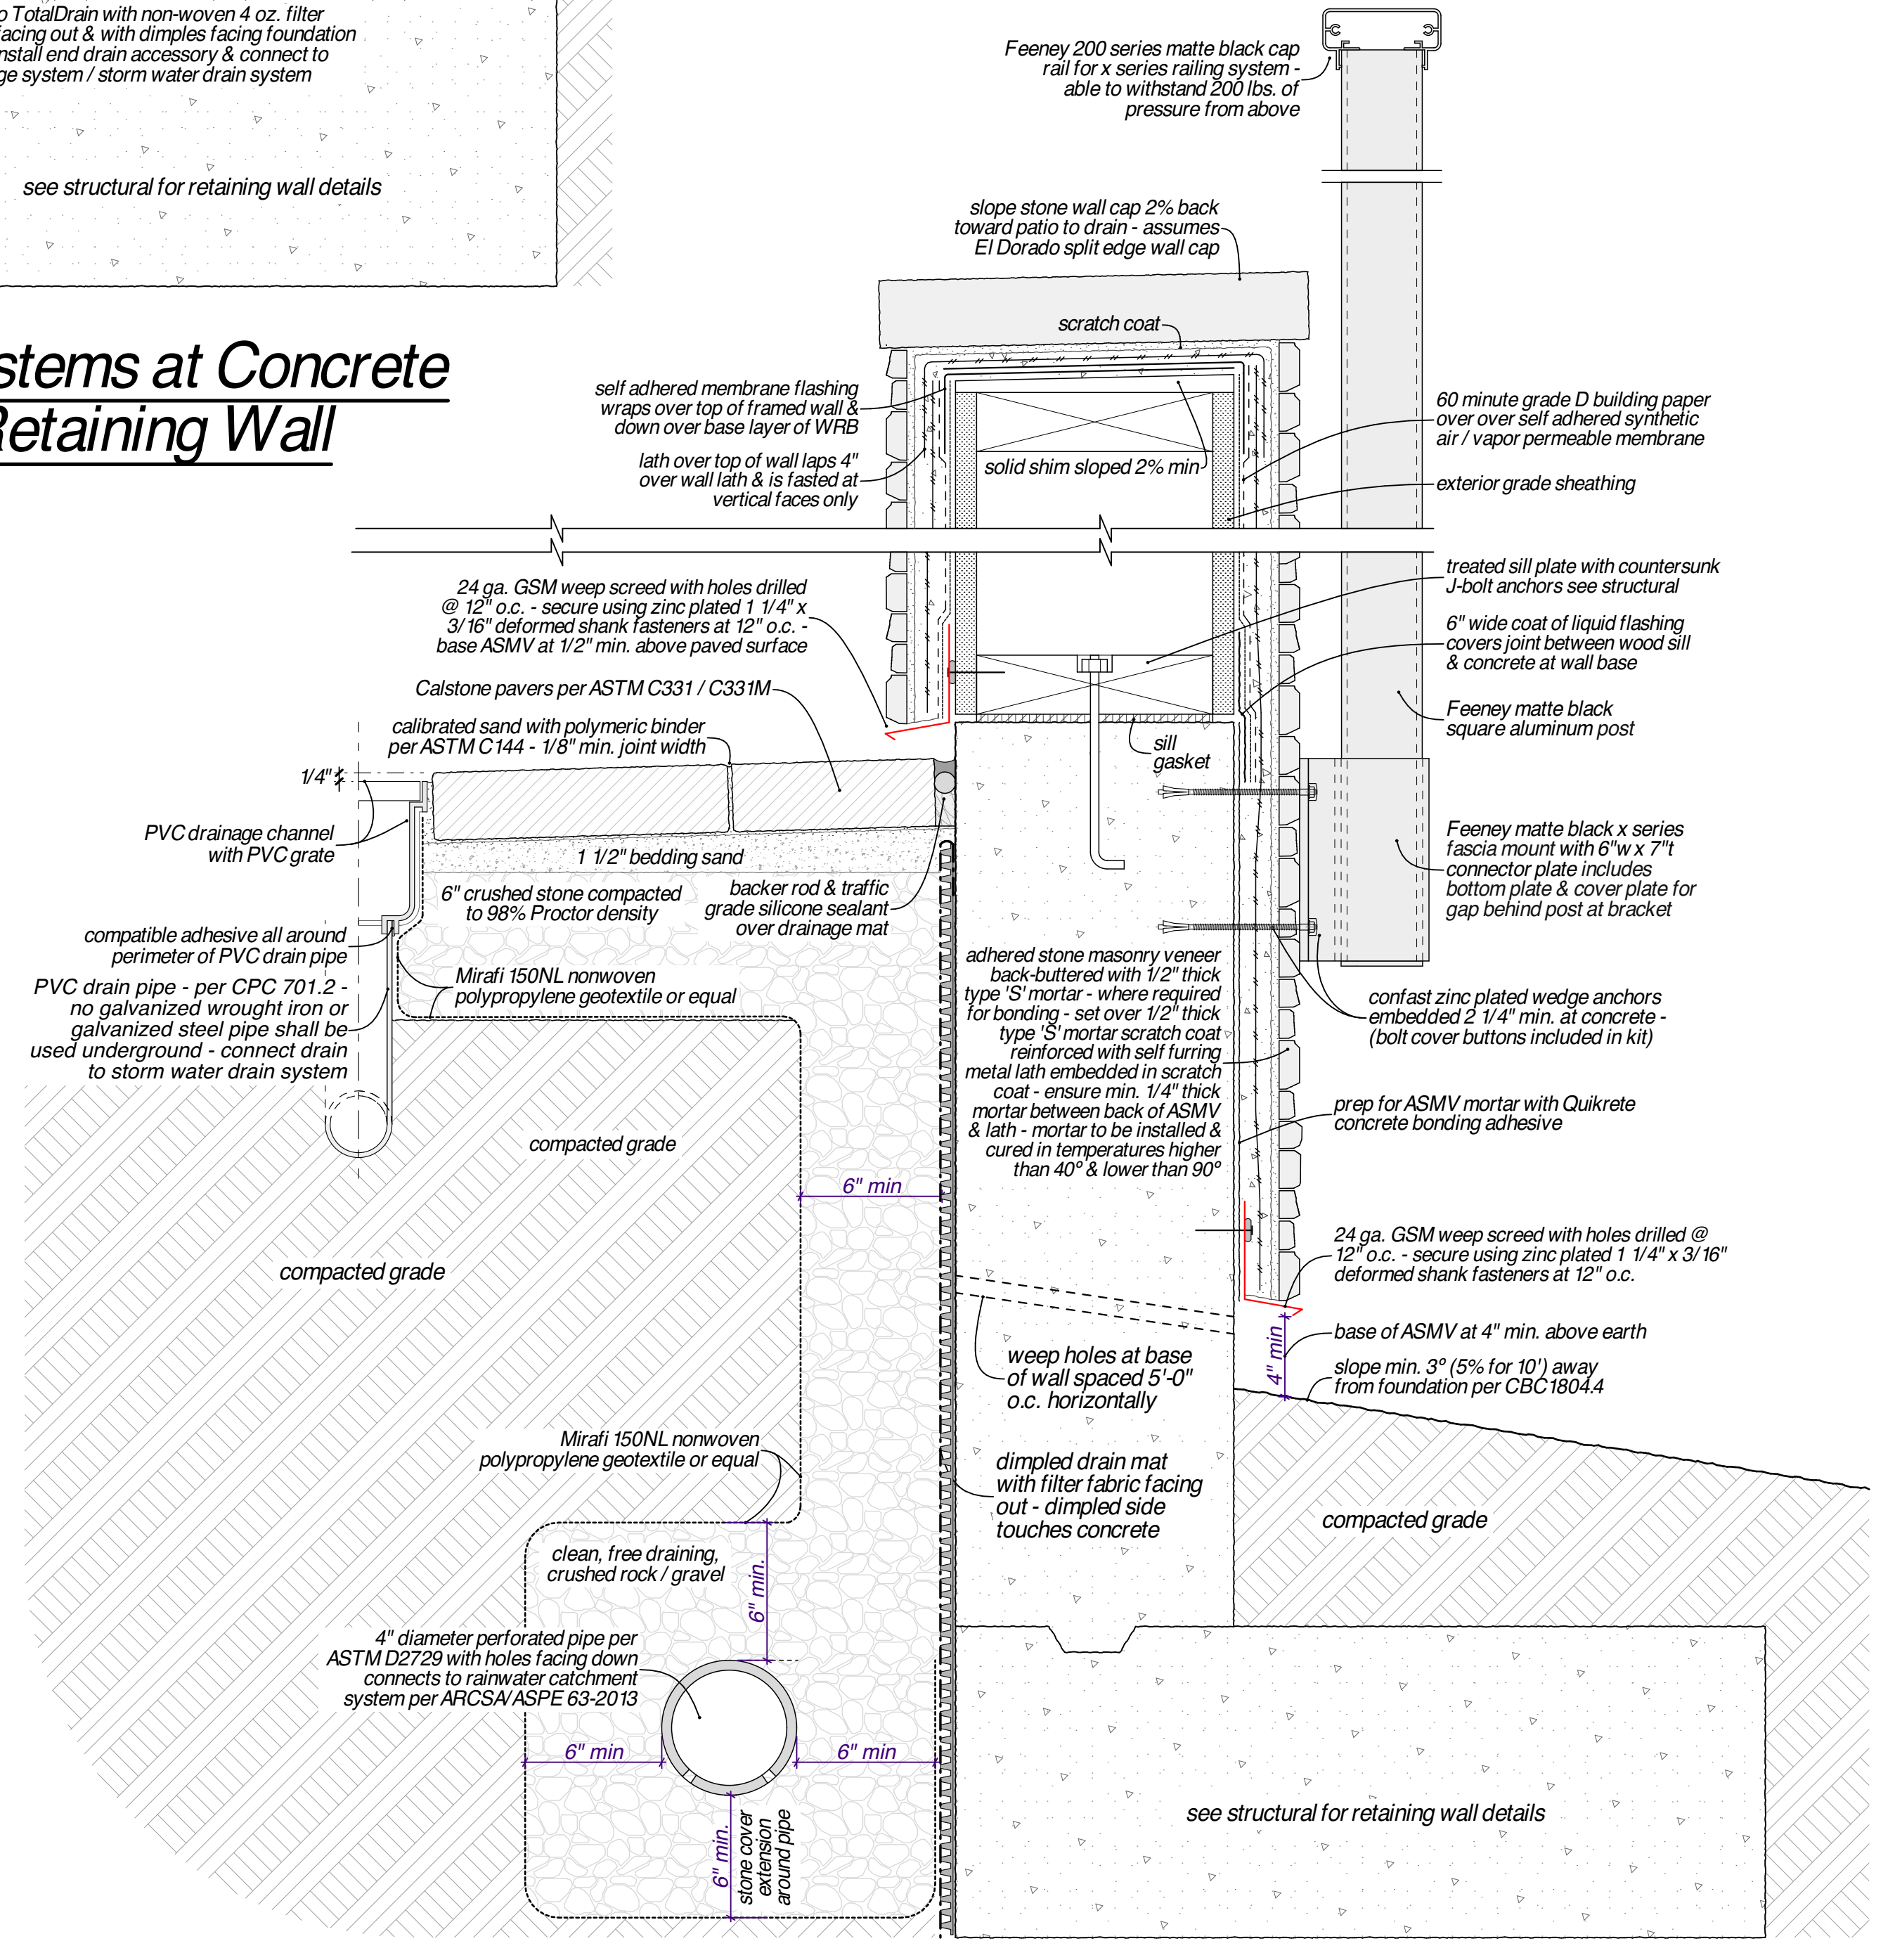 o TotalDrain with non-woven 4 oz. filter
facing out & with dimples facing foundation
nstall end drain accessory & connect to
ge system / storm water drain system
see structural for retaining wall details
stems at Concrete
Retaining Wall
Feeney 200 series matte black cap
rail for x series railing system -
able to withstand 200 lbs. of
pressure from above
slope stone wall cap 2% back
toward patio to drain - assumes
El Dorado split edge wall cap
scratch coat
self adhered membrane flashing
wraps over top of framed wall &
down over base layer of WRB
lath over top of wall laps 4"
over wall lath & is fasted at
vertical faces only
solid shim sloped 2% min
60 minute grade D building paper
over over self adhered synthetic
air / vapor permeable membrane
exterior grade sheathing
24 ga. GSM weep screed with holes drilled
@ 12" o.c. - secure using zinc plated 1 1/4" x
3/16" deformed shank fasteners at 12" o.c. -
base ASMV at 1/2" min. above paved surface
treated sill plate with countersunk
J-bolt anchors see structural
6" wide coat of liquid flashing
covers joint between wood sill
& concrete at wall base
Calstone pavers per ASTM C331 / C331M
calibrated sand with polymeric binder
per ASTM C144 - 1/8" min. joint width
Feeney matte black
square aluminum post
sill
gasket
1/4"
PVC drainage channel
with PVC grate
1 1/2" bedding sand
6" crushed stone compacted
to 98% Proctor density
backer rod & traffic
grade silicone sealant
over drainage mat
Feeney matte black x series
fascia mount with 6"w x 7"t
connector plate includes
bottom plate & cover plate for
gap behind post at bracket
compatible adhesive all around
perimeter of PVC drain pipe
PVC drain pipe - per CPC 701.2 -
no galvanized wrought iron or
galvanized steel pipe shall be
used underground - connect drain
to storm water drain system
Mirafi 150NL nonwoven
polypropylene geotextile or equal
adhered stone masonry veneer
back-buttered with 1/2" thick
type 'S' mortar - where required
for bonding - set over 1/2" thick
type 'S' mortar scratch coat
reinforced with self furring
metal lath embedded in scratch
coat - ensure min. 1/4" thick
mortar between back of ASMV
& lath - mortar to be installed &
cured in temperatures higher
than 40º & lower than 90º
confast zinc plated wedge anchors
embedded 2 1/4" min. at concrete -
(bolt cover buttons included in kit)
prep for ASMV mortar with Quikrete
concrete bonding adhesive
compacted grade
6" min
compacted grade
24 ga. GSM weep screed with holes drilled @
12" o.c. - secure using zinc plated 1 1/4" x 3/16"
deformed shank fasteners at 12" o.c.
base of ASMV at 4" min. above earth
4" min
slope min. 3º (5% for 10') away
from foundation per CBC 1804.4
weep holes at base
of wall spaced 5'-0"
o.c. horizontally
Mirafi 150NL nonwoven
polypropylene geotextile or equal
dimpled drain mat
with filter fabric facing
out - dimpled side
touches concrete
compacted grade
clean, free draining,
crushed rock / gravel
6" min.
4" diameter perforated pipe per
ASTM D2729 with holes facing down
connects to rainwater catchment
system per ARCSA/ASPE 63-2013
6" min
6" min
6" min.
stone cover
extension
around pipe
see structural for retaining wall details